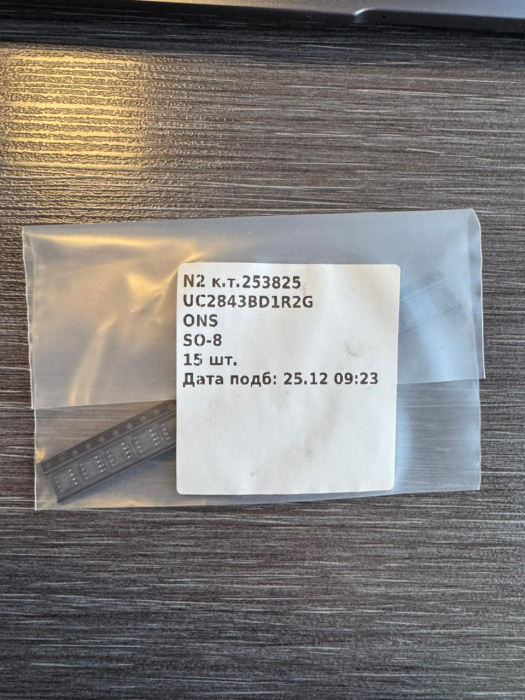 N2 к.т.253825
UC2843BD1R2G
ONS
SO-8
15 шт.
Дата подб: 25.12 09:23